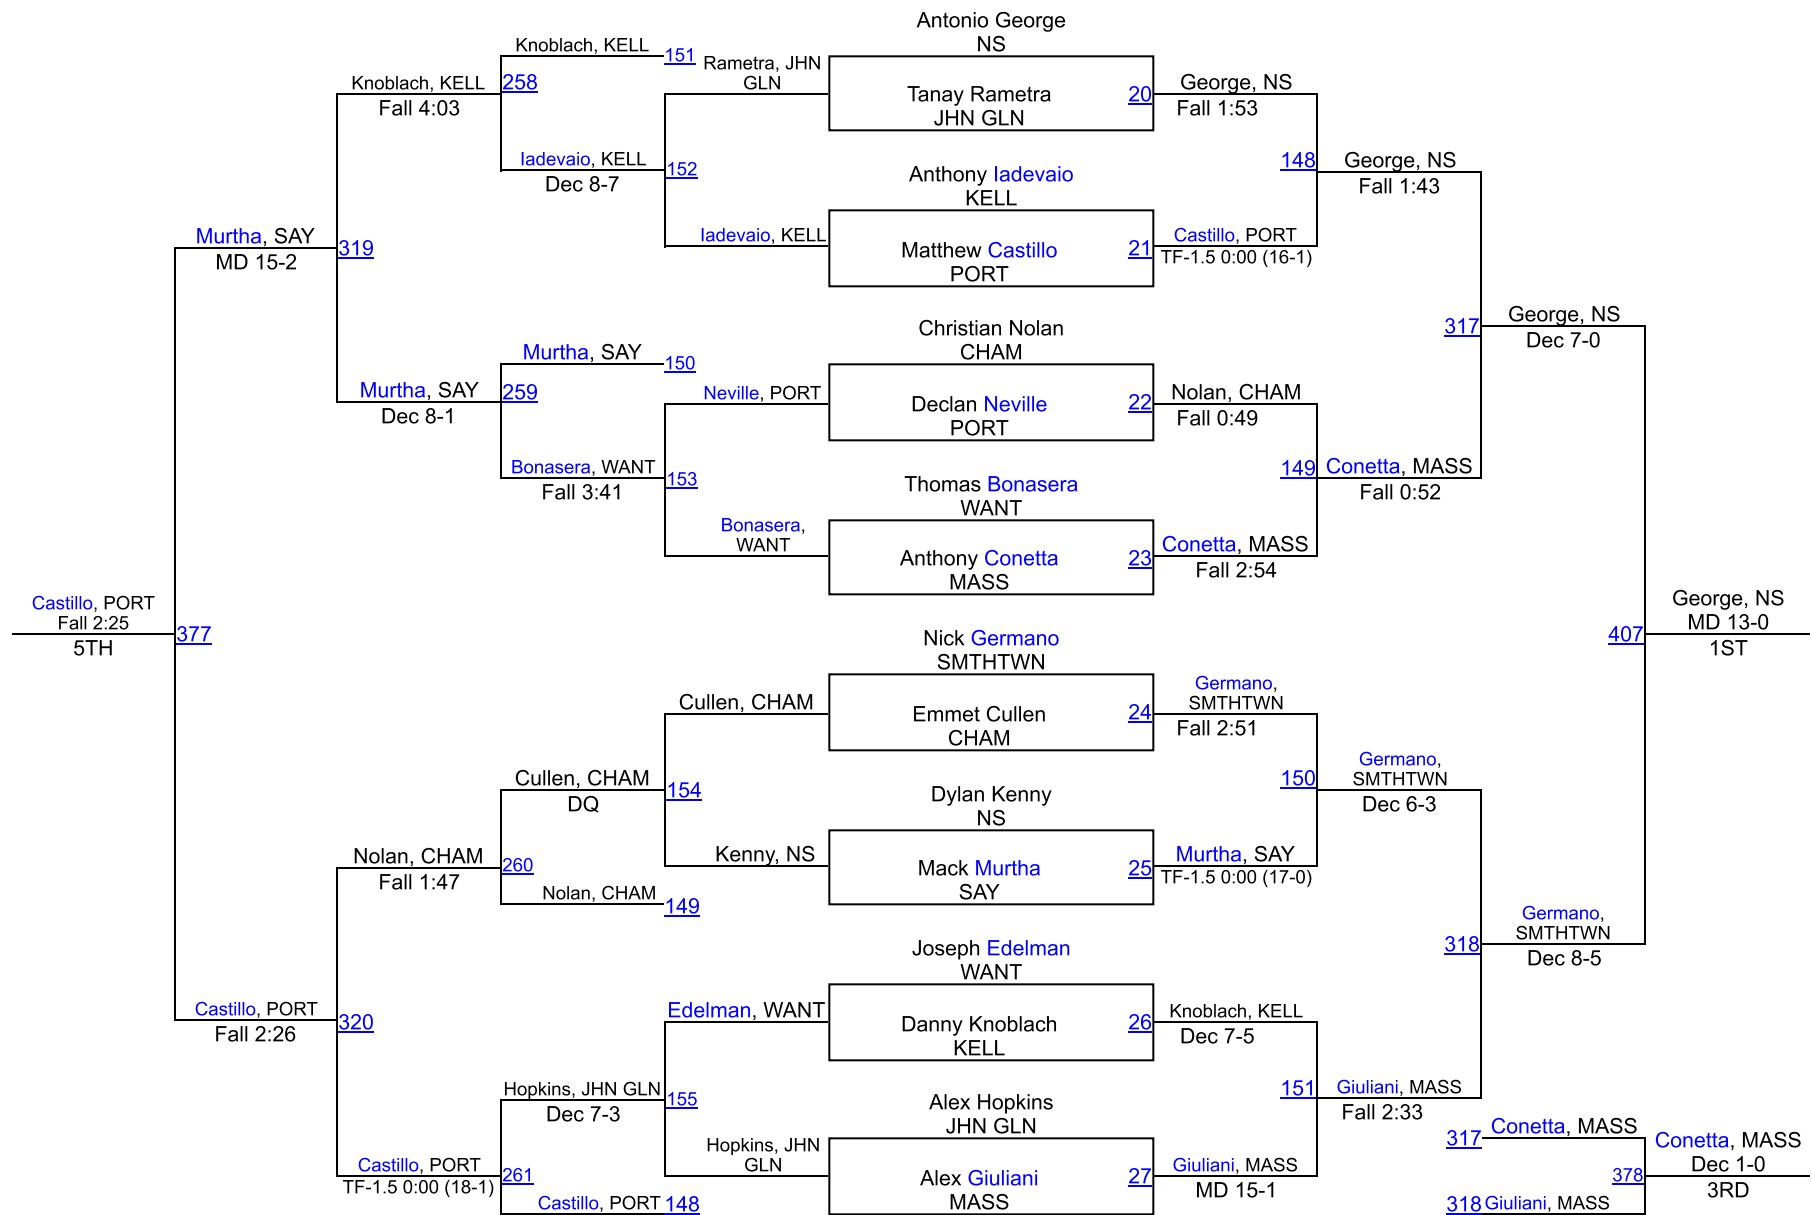 Antonio George
NS
Knoblach, KELL
151
Rametra, JHN
GLN
Knoblach, KELL
258
Fall 4:03
Tanay Rametra
JHN GLN
20
George, NS
Fall 1:53
Iadevaio, KELL
152
Dec 8-7
Anthony Iadevaio
KELL
148
George, NS
Fall 1:43
Murtha, SAY
319
MD 15-2
Iadevaio, KELL
Matthew Castillo
PORT
21
Castillo, PORT
TF-1.5 0:00 (16-1)
Christian Nolan
CHAM
317
George, NS
Dec 7-0
Murtha, SAY
150
Murtha, SAY
259
Dec 8-1
Neville, PORT
Declan Neville
PORT
22
Nolan, CHAM
Fall 0:49
Bonasera, WANT
153
Fall 3:41
Thomas Bonasera
WANT
149
Conetta, MASS
Fall 0:52
Bonasera,
WANT
Anthony Conetta
MASS
23
Conetta, MASS
Fall 2:54
Castillo, PORT
Fall 2:25
5TH
377
Nick Germano
SMTHTWN
407
George, NS
MD 13-0
1ST
Cullen, CHAM
Emmet Cullen
CHAM
24
Germano,
SMTHTWN
Fall 2:51
Cullen, CHAM
154
DQ
Dylan Kenny
NS
150
Germano,
SMTHTWN
Dec 6-3
Nolan, CHAM
260
Fall 1:47
Kenny, NS
Mack Murtha
SAY
25
Murtha, SAY
TF-1.5 0:00 (17-0)
Nolan, CHAM
149
Joseph Edelman
WANT
318
Germano,
SMTHTWN
Dec 8-5
Castillo, PORT
320
Fall 2:26
Edelman, WANT
Danny Knoblach
KELL
26
Knoblach, KELL
Dec 7-5
Hopkins, JHN GLN
155
Dec 7-3
Alex Hopkins
JHN GLN
151
Giuliani, MASS
Fall 2:33
Castillo, PORT
261
TF-1.5 0:00 (18-1)
Hopkins, JHN
GLN
Alex Giuliani
MASS
27
Giuliani, MASS
MD 15-1
Castillo, PORT
148
317
Conetta, MASS
378
Conetta, MASS
Dec 1-0
3RD
318
Giuliani, MASS